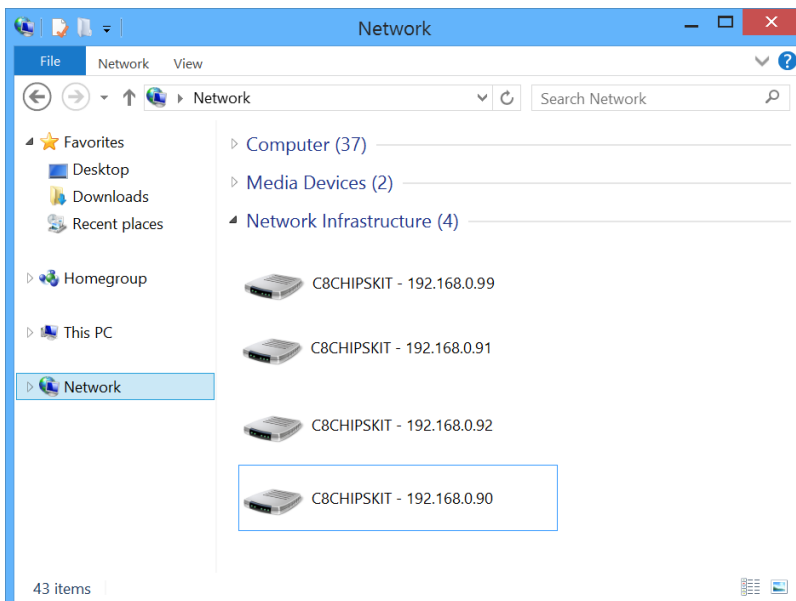 Network
File Network View
Network
Search Network
Favorites
Desktop
Downloads
Recent places
Homegroup
This PC
Network
Computer (37)
Media Devices (2)
Network Infrastructure (4)
C8CHIPSKIT - 192.168.0.99
C8CHIPSKIT - 192.168.0.91
C8CHIPSKIT - 192.168.0.92
C8CHIPSKIT - 192.168.0.90
43 items